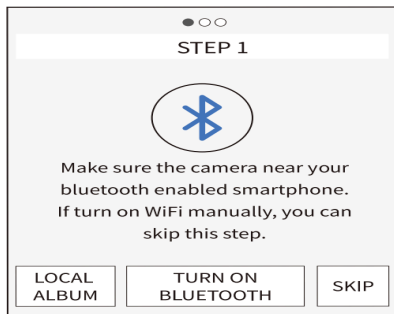 STEP 1
Make sure the camera near your
bluetooth enabled smartphone.
If turn on WiFi manually, you can
skip this step.
LOCAL
ALBUM
TURN ON
BLUETOOTH
SKIP